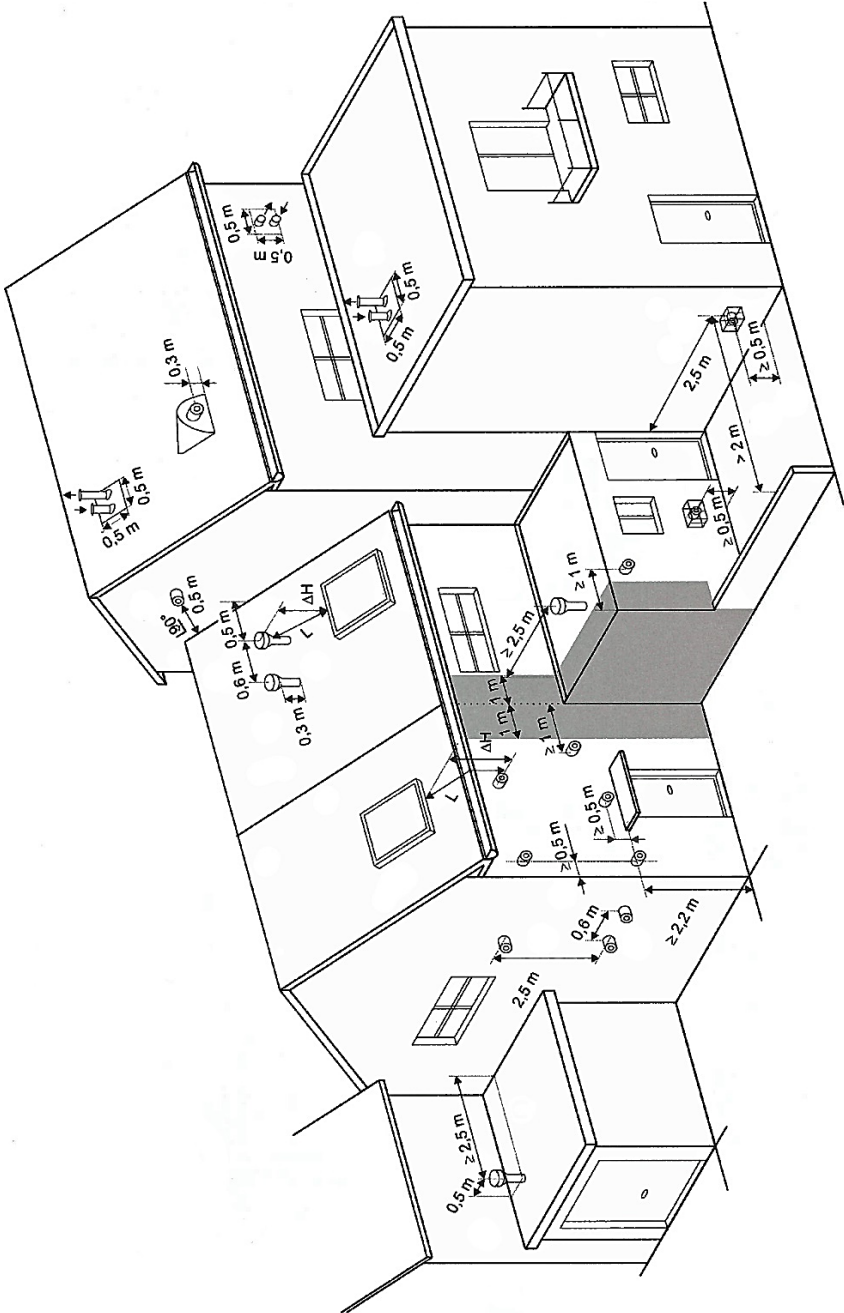 0,5 m
0,5 m
0,3 m
0,5 m
0,5 m
0,5 m
0,5 m
90°
0,5 m
0,5 m
0,6 m
0,3 m
L
ΔH
2,5 m
≥ 0,5 m
> 2 m
≥ 0,5 m
≥ 1 m
≥ 2,5 m
1 m
1 m
≥ 1 m
ΔH
L
≥ 0,5 m
≥ 0,5 m
≥ 2,2 m
0,6 m
2,5 m
≥ 2,5 m
0,5 m